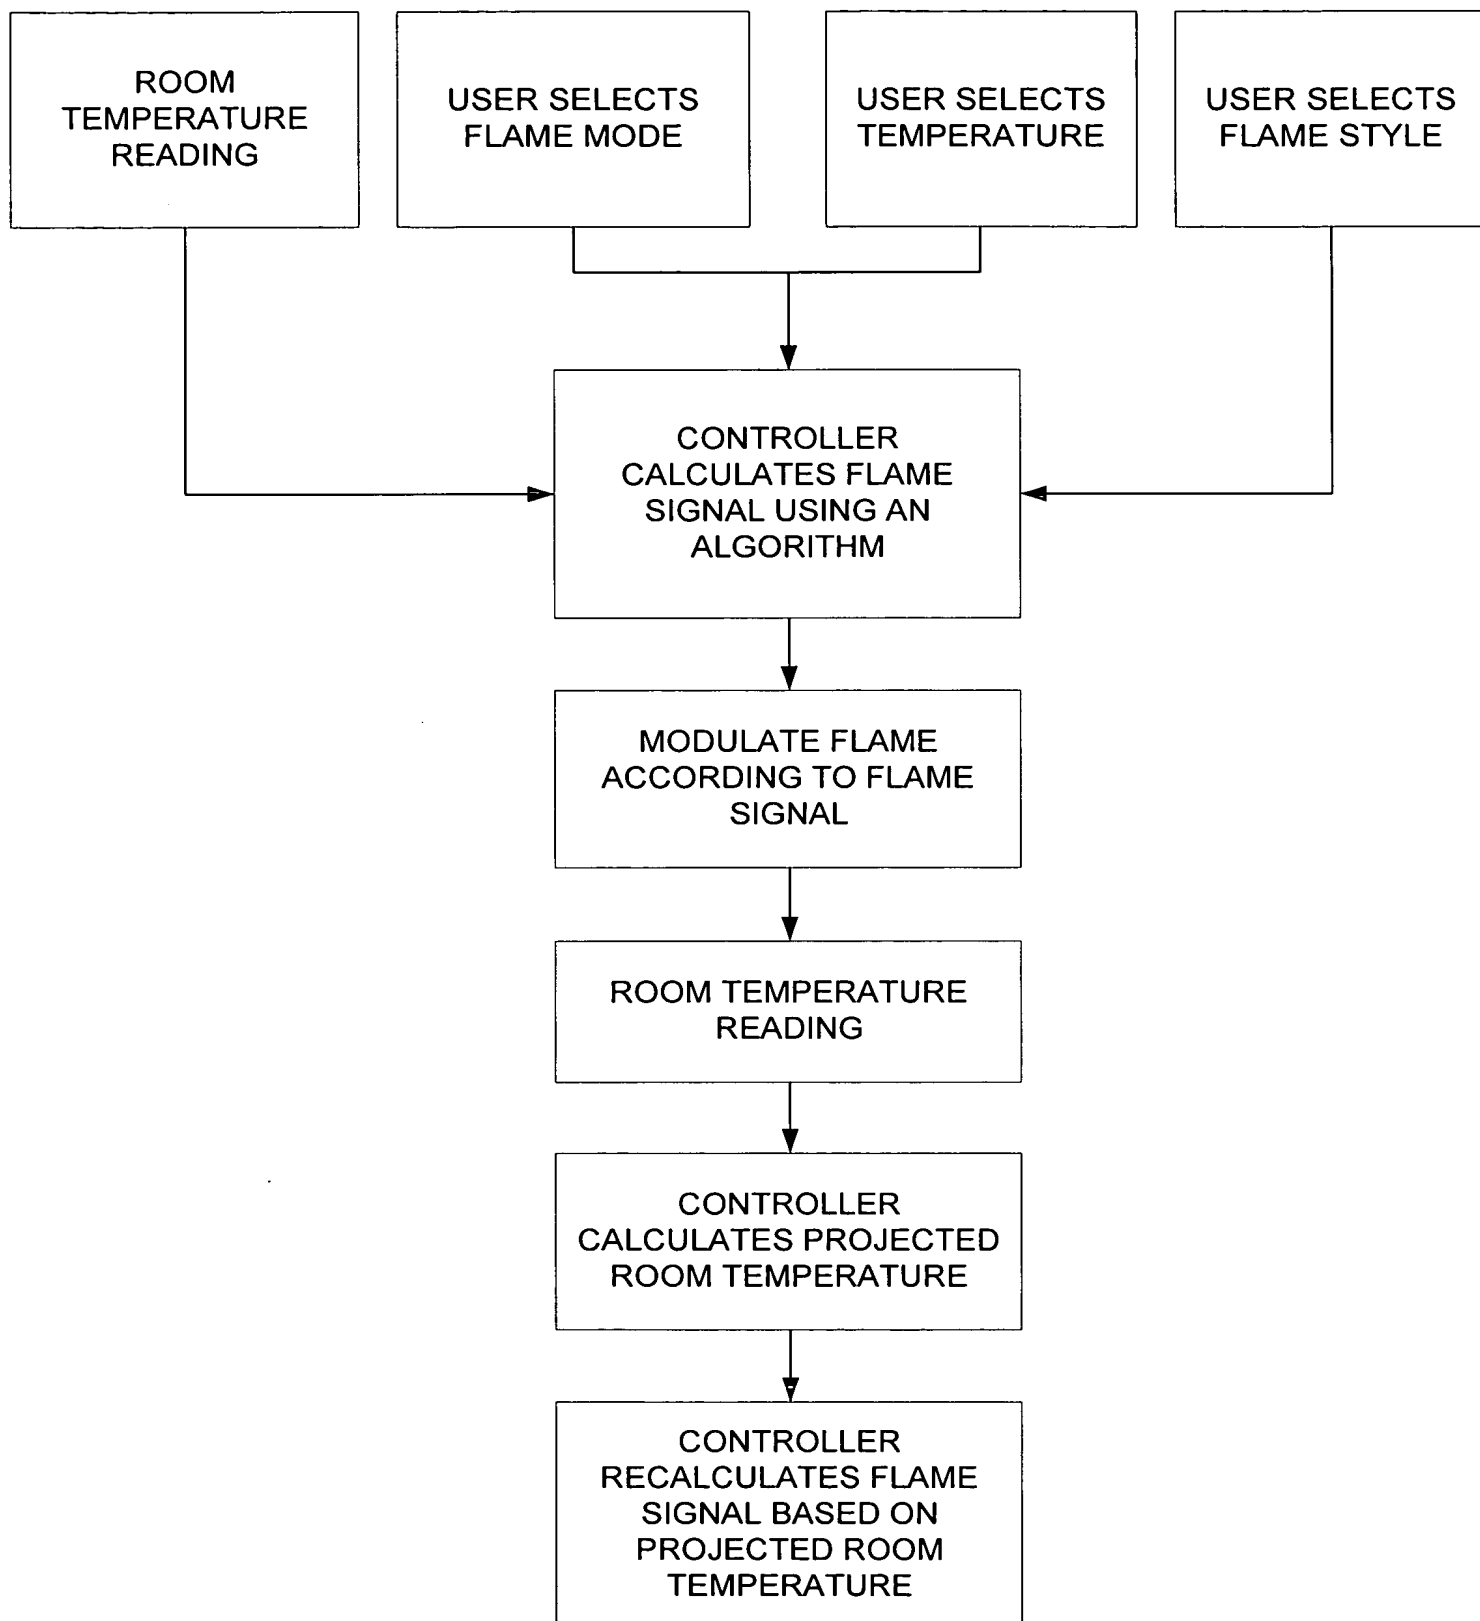 ROOM
TEMPERATURE
READING
USER SELECTS
FLAME MODE
USER SELECTS
TEMPERATURE
USER SELECTS
FLAME STYLE
CONTROLLER
CALCULATES FLAME
SIGNAL USING AN
ALGORITHM
MODULATE FLAME
ACCORDING TO FLAME
SIGNAL
ROOM TEMPERATURE
READING
CONTROLLER
CALCULATES PROJECTED
ROOM TEMPERATURE
CONTROLLER
RECALCULATES FLAME
SIGNAL BASED ON
PROJECTED ROOM
TEMPERATURE